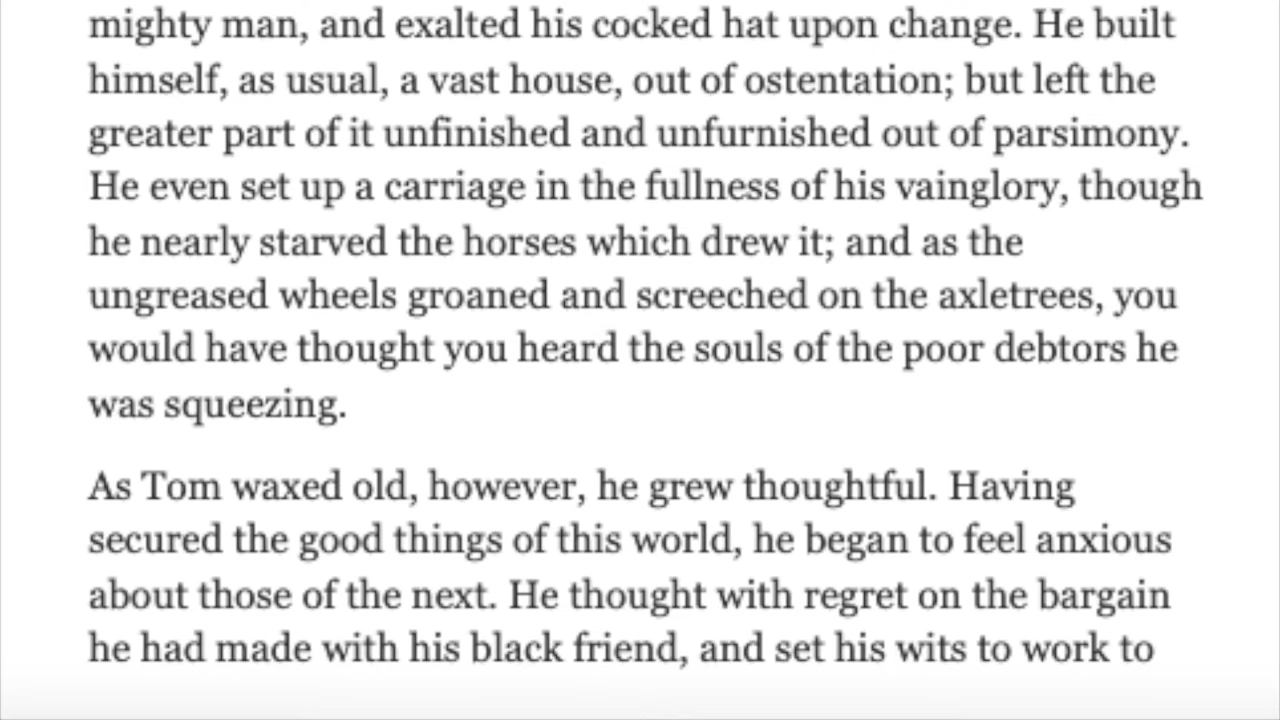 mighty man, and exalted his cocked hat upon change. He built
himself, as usual, a vast house, out of ostentation; but left the
greater part of it unfinished and unfurnished out of parsimony.
He even set up a carriage in the fullness of his vainglory, though
he nearly starved the horses which drew it; and as the
ungreased wheels groaned and screeched on the axletrees, you
would have thought you heard the souls of the poor debtors he
was squeezing.
As Tom waxed old, however, he grew thoughtful. Having
secured the good things of this world, he began to feel anxious
about those of the next. He thought with regret on the bargain
he had made with his black friend, and set his wits to work to